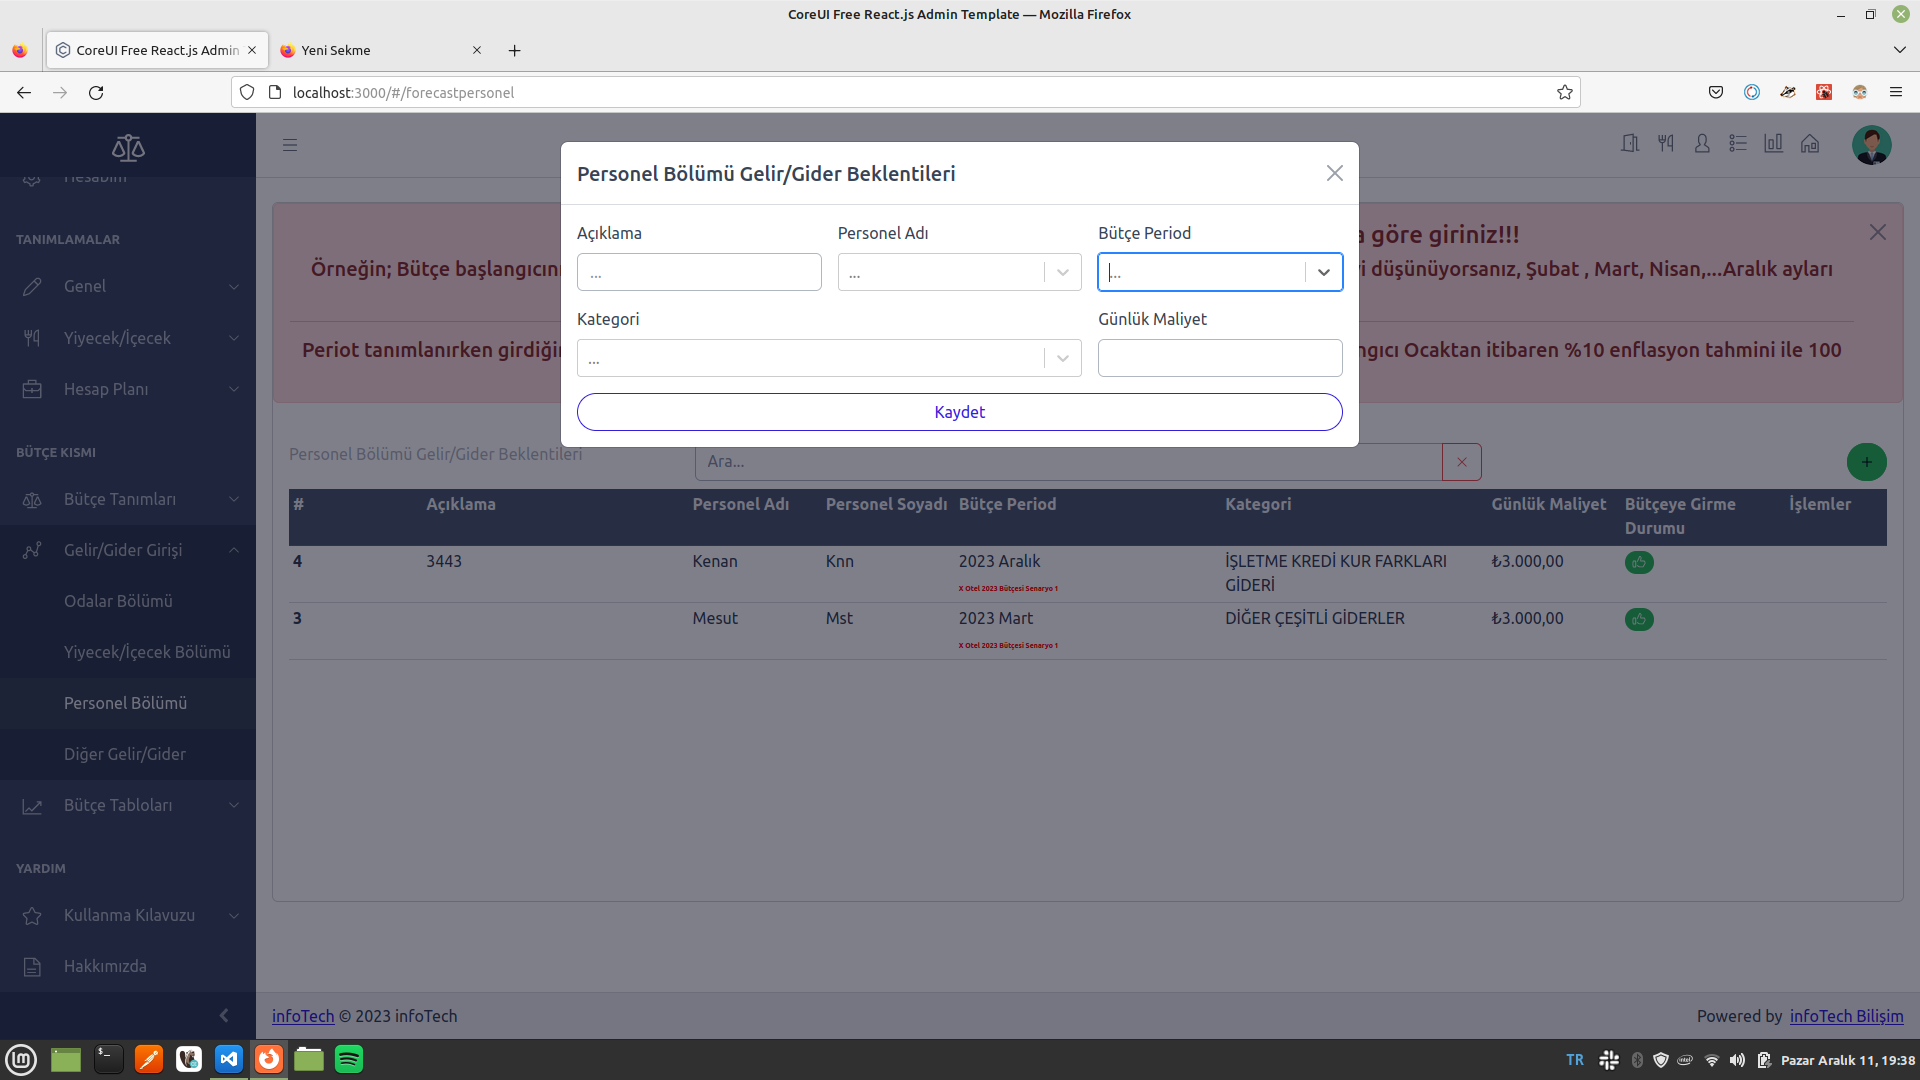 CoreUI Free React.js Admin Template — Mozilla Firefox
CoreUI Free React.js Admin
Yeni Sekme
localhost:3000/#/forecastpersonel
Hesabım
TANIMLAMALAR
Genel
Yiyecek/İçecek
Hesap Planı
BÜTÇE KISMI
Bütçe Tanımları
Gelir/Gider Girişi
Odalar Bölümü
Yiyecek/İçecek Bölümü
Personel Bölümü
Diğer Gelir/Gider
Bütçe Tabloları
YARDIM
Kullanma Kılavuzu
Hakkımızda
göre giriniz!!!
Örneğin; Bütçe başlangıcın
i düşünüyorsanız, Şubat , Mart, Nisan,...Aralık ayları
Periot tanımlanırken girdiği
ngıcı Ocaktan itibaren %10 enflasyon tahmini ile 100
Personel Bölümü Gelir/Gider Beklentileri
Açıklama
Personel Adı
Bütçe Period
...
...
...
Kategori
Günlük Maliyet
...
Kaydet
Personel Bölümü Gelir/Gider Beklentileri
Ara...
# Açıklama Personel Adı Personel Soyadı Bütçe Period Kategori Günlük Maliyet Bütçeye Girme Durumu İşlemler
4 3443 Kenan Knn 2023 Aralık İŞLETME KREDİ KUR FARKLARI GİDERİ ₺3.000,00
X Otel 2023 Bütçesi Senaryo 1
3 Mesut Mst 2023 Mart DİĞER ÇEŞİTLİ GİDERLER ₺3.000,00
X Otel 2023 Bütçesi Senaryo 1
infoTech © 2023 infoTech
Powered by infoTech Bilişim
TR
Pazar Aralık 11, 19:38